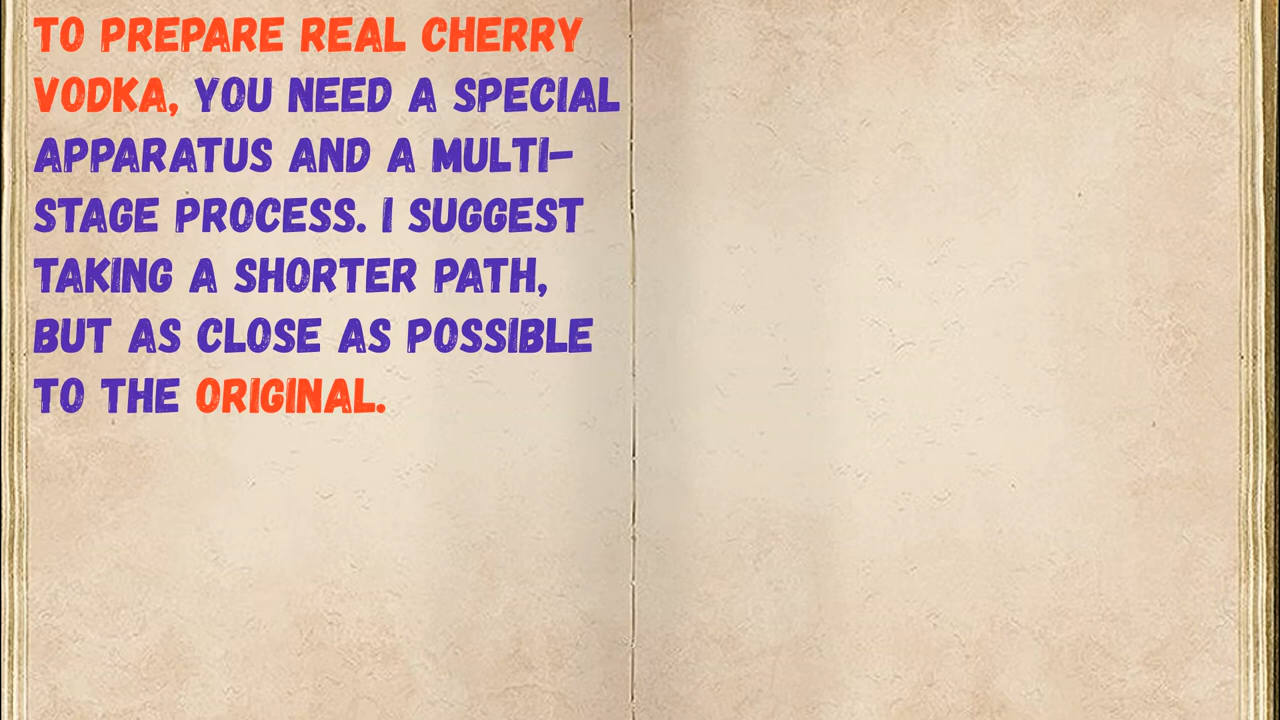 TO PREPARE REAL CHERRY
VODKA, YOU NEED A SPECIAL
APPARATUS AND A MULTI-
STAGE PROCESS. I SUGGEST
TAKING A SHORTER PATH,
BUT AS CLOSE AS POSSIBLE
TO THE ORIGINAL.